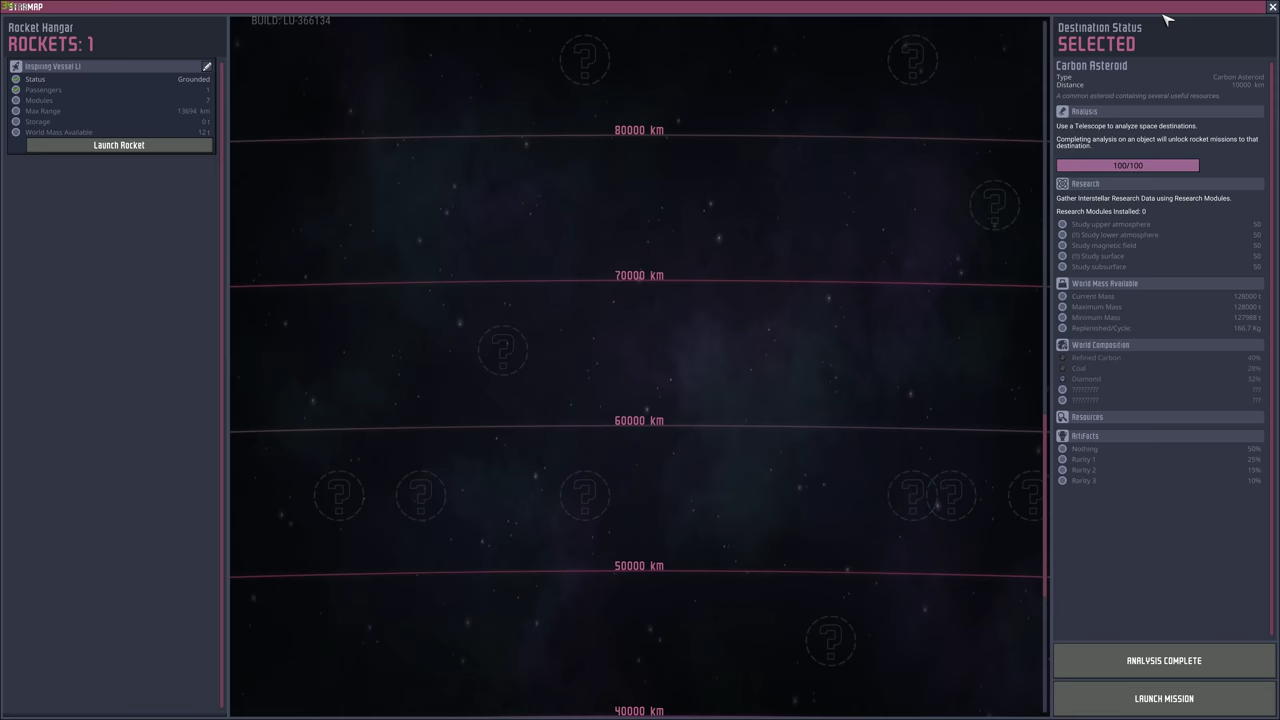 STARMAP
BUILD: LU-366134
Rocket Hangar
ROCKETS: 1
Inspiring Vessel LI
Status Grounded
Passengers 1
Modules 7
Max Range 13694 km
Storage 0 t
World Mass Available 12 t
Launch Rocket
80000 km
70000 km
60000 km
50000 km
40000 km
Destination Status
SELECTED
Carbon Asteroid
Type Carbon Asteroid
Distance 10000 km
A common asteroid containing several useful resources.
Analysis
Use a Telescope to analyze space destinations.
Completing analysis on an object will unlock rocket missions to that
destination.
100/100
Research
Gather Interstellar Research Data using Research Modules.
Research Modules Installed: 0
Study upper atmosphere 50
(!) Study lower atmosphere 50
Study magnetic field 50
(!) Study surface 50
Study subsurface 50
World Mass Available
Current Mass 128000 t
Maximum Mass 128000 t
Minimum Mass 127988 t
Replenished/Cycle: 166.7 Kg
World Composition
Refined Carbon 40%
Coal 28%
Diamond 32%
????????? ???
????????? ???
Resources
Artifacts
Nothing 50%
Rarity 1 25%
Rarity 2 15%
Rarity 3 10%
ANALYSIS COMPLETE
LAUNCH MISSION